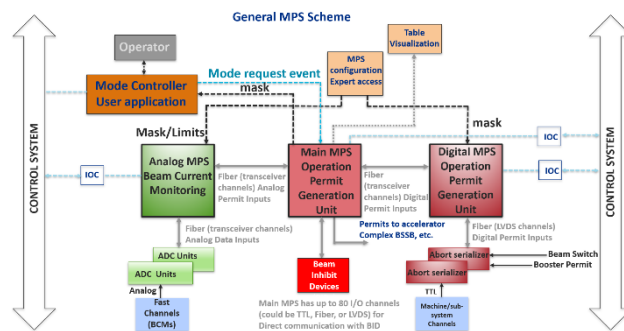 General MPS Scheme
Operator
Table
Visualization
MPS
configuration
Expert access
Mode Controller
User application
Mode request event
mask
mask
Mask/Limits
CONTROL SYSTEM
CONTROL SYSTEM
IOC
IOC
IOC
Analog MPS
Beam Current
Monitoring
Fiber (transceiver
channels) Analog
Permit Inputs
Main MPS
Operation
Permit
Generation
Unit
Fiber
(transceiver
channels) Digital
Permit Inputs
Digital MPS
Operation
Permit
Generation
Unit
Fiber (transceiver channels)
Analog Data Inputs
Permits to accelerator
Complex BSSB, etc.
Fiber (LVDS channels)
Digital Permit Inputs
ADC Units
ADC Units
Analog
Fast
Channels
(BCMs)
Beam
Inhibit
Devices
Main MPS has up to 80 I/O channels
(could be TTL, Fiber, or LVDS) for
Direct communication with BID
Abort serializer
Abort serializer
Beam Switch
Booster Permit
TTL
Machine/sub-
system
Channels